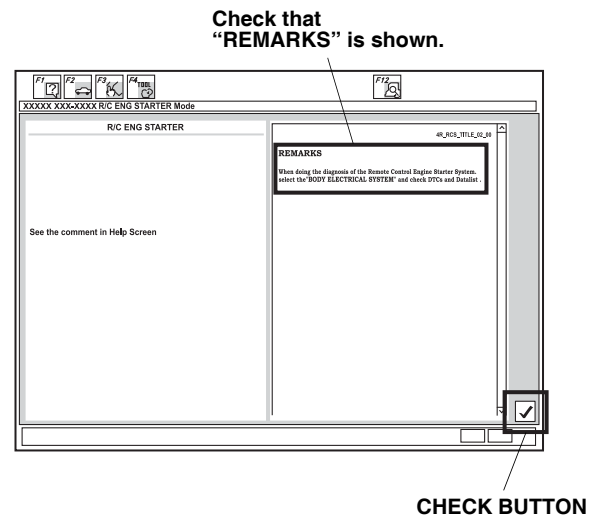 Check that
“REMARKS” is shown.
F1 F2 F3 F4 TOOL F12
XXXXX XXX-XXXX R/C ENG STARTER Mode
R/C ENG STARTER
See the comment in Help Screen
4R_RCS_TITLE_02_00
REMARKS
When doing the diagnosis of the Remote Control Engine Starter System.
select the"BODY ELECTRICAL SYSTEM" and check DTCs and Datalist .
CHECK BUTTON